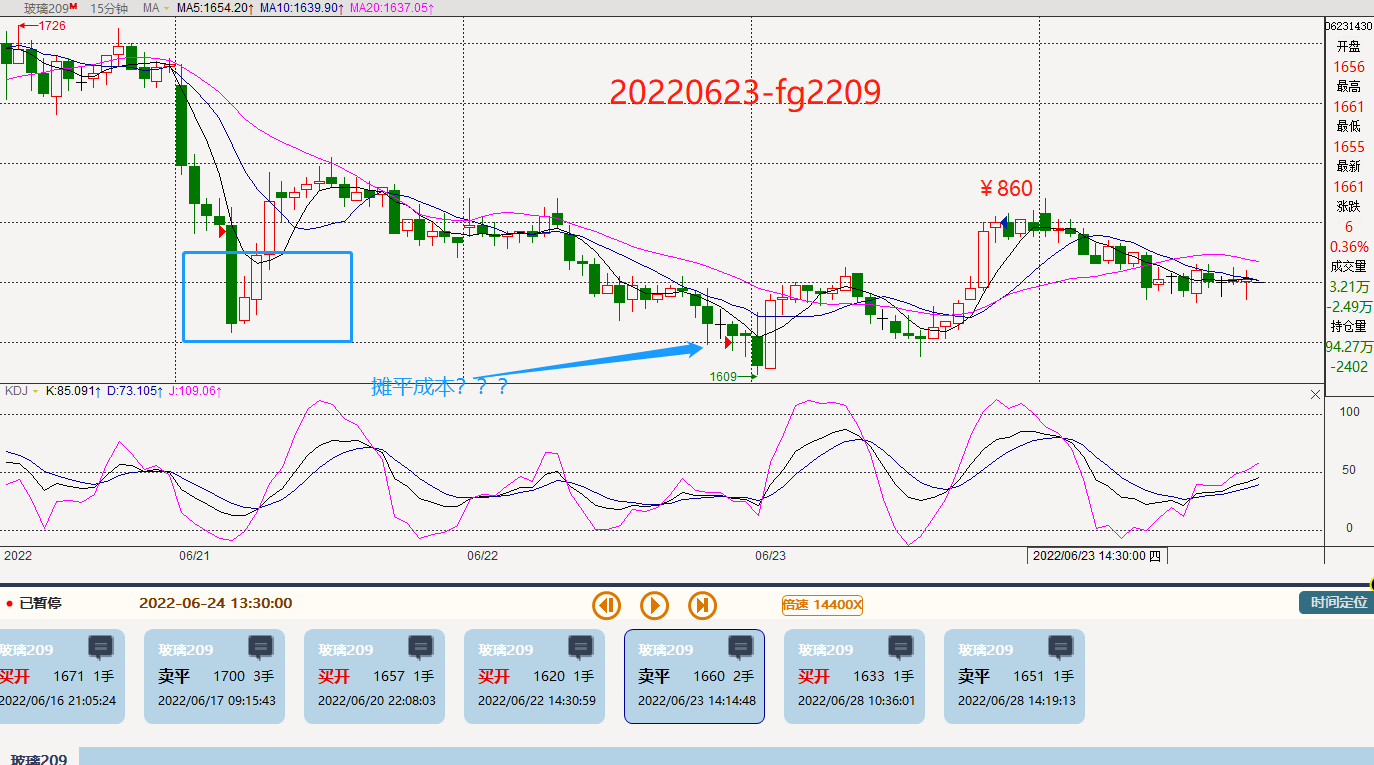 玻璃209M 15分钟 MA MA5:1654.20↑ MA10:1639.90↑ MA20:1637.05↑
1726
20220623-fg2209
￥860
1609
摊平成本？？？
06231430
开盘
1656
最高
1661
最低
1655
最新
1661
涨跌
6
0.36%
成交量
3.21万
-2.49万
持仓量
94.27万
-2402
KDJ K:85.091↑ D:73.105↑ J:109.06↑
100
50
0
2022 06/21 06/22 06/23 2022/06/23 14:30:00 四
已暂停 2022-06-24 13:30:00 倍速 14400X 时间定位
玻璃209
买开 1671 1手
2022/06/16 21:05:24
玻璃209
卖平 1700 3手
2022/06/17 09:15:43
玻璃209
买开 1657 1手
2022/06/20 22:08:03
玻璃209
买开 1620 1手
2022/06/22 14:30:59
玻璃209
卖平 1660 2手
2022/06/23 14:14:48
玻璃209
买开 1633 1手
2022/06/28 10:36:01
玻璃209
卖平 1651 1手
2022/06/28 14:19:13
玻璃209